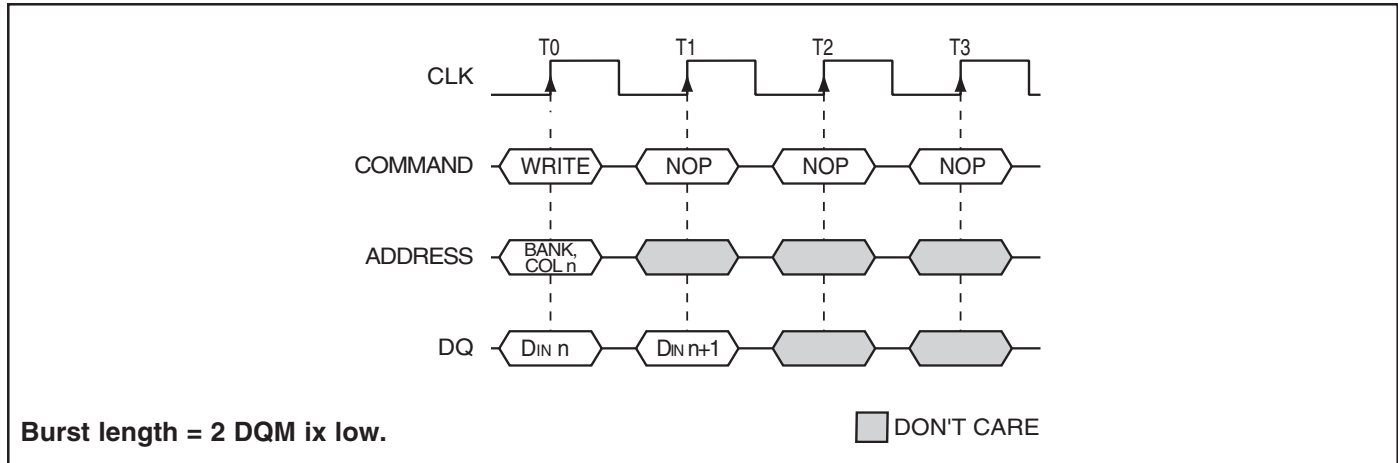 T0 T1 T2 T3
CLK
COMMAND WRITE NOP NOP NOP
ADDRESS BANK,
COL n
DQ DIN n DIN n+1
Burst length = 2 DQM ix low.
DON'T CARE